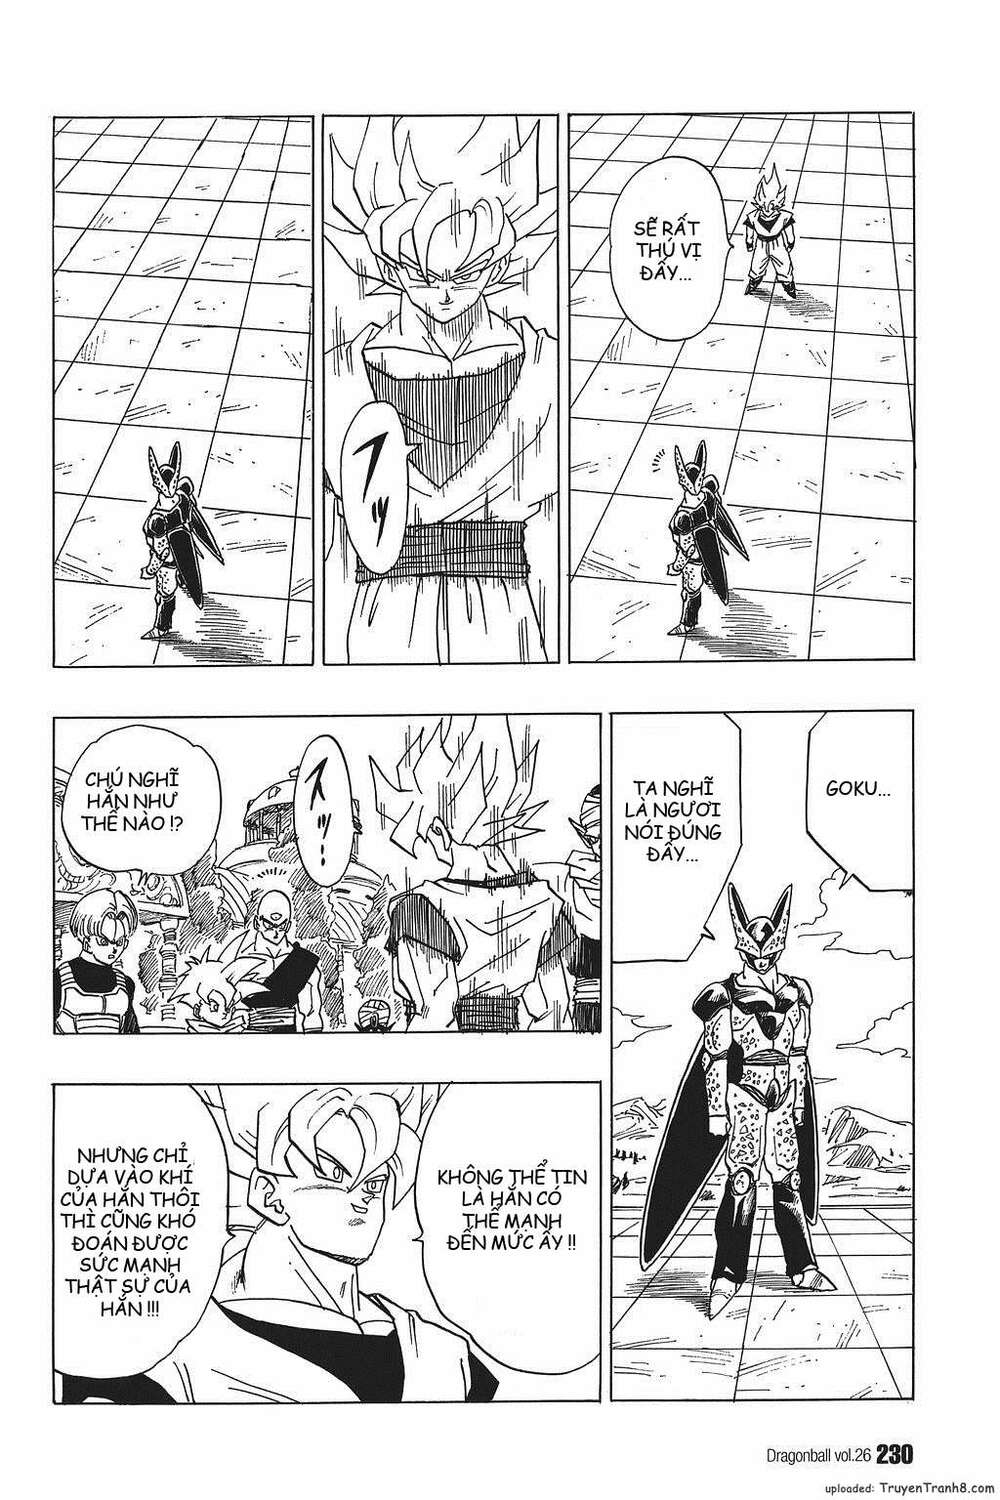 SẼ RẤT
THÚ VỊ
ĐẤY...
フッ
GOKU...
TA NGHĨ
LÀ NGƯƠI
NÓI ĐÚNG
ĐẤY...
スッ…
CHÚ NGHĨ
HẮN NHƯ
THẾ NÀO !?
KHÔNG THỂ TIN
LÀ HẮN CÓ
THỂ MẠNH
ĐẾN MỨC ẤY !!
NHƯNG CHỈ
DỰA VÀO KHÍ
CỦA HẮN THÔI
THÌ CŨNG KHÓ
ĐOÁN ĐƯỢC
SỨC MẠNH
THẬT SỰ CỦA
HẮN !!!
Dragonball vol.26 230
uploaded: TruyenTranh8.com